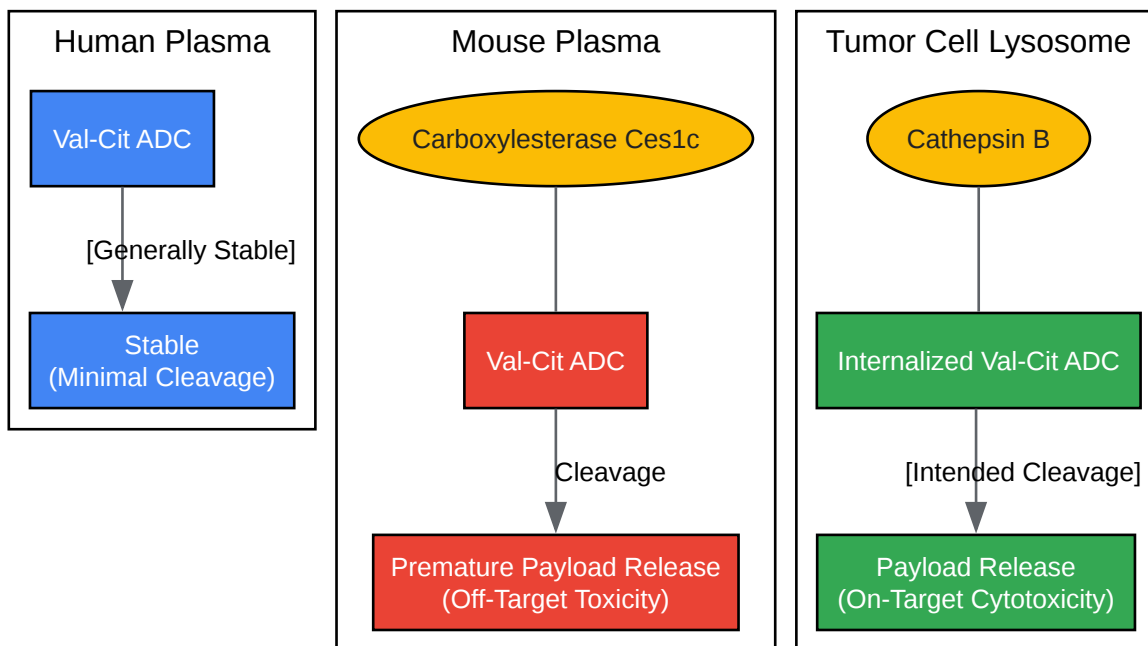 Human Plasma
Val-Cit ADC
[Generally Stable]
Stable
(Minimal Cleavage)
Mouse Plasma
Carboxylesterase Ces1c
Val-Cit ADC
Cleavage
Premature Payload Release
(Off-Target Toxicity)
Tumor Cell Lysosome
Cathepsin B
Internalized Val-Cit ADC
[Intended Cleavage]
Payload Release
(On-Target Cytotoxicity)